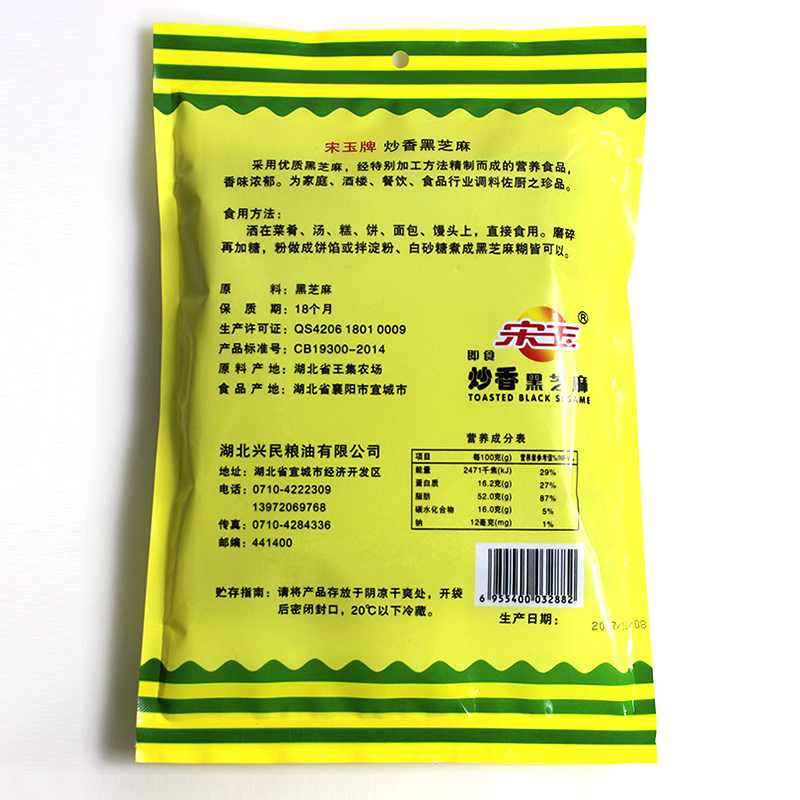 宋玉牌 炒香黑芝麻
采用优质黑芝麻，经特别加工方法精制而成的营养食品，
香味浓郁。为家庭、酒楼、餐饮、食品行业调料佐厨之珍品。
食用方法：
洒在菜肴、汤、糕、饼、面包、馒头上，直接食用。磨碎
再加糖，粉做成饼馅或拌淀粉、白砂糖煮成黑芝麻糊皆可以。
原 料：黑芝麻
保 质 期：18个月
生产许可证：QS4206 1801 0009
产品标准号：CB19300-2014
原料产地：湖北省王集农场
食品产地：湖北省襄阳市宜城市
宋玉®
即食
炒香黑芝麻
TOASTED BLACK SESAME
湖北兴民粮油有限公司
地址：湖北省宜城市经济开发区
电话：0710-4222309
13972069768
传真：0710-4284336
邮编：441400
营养成分表
项目 每100克(g) 营养素参考值%
能量 2471千焦(kJ) 29%
蛋白质 16.2克(g) 27%
脂肪 52.0克(g) 87%
碳水化合物 16.0克(g) 5%
钠 12毫克(mg) 1%
6 955400 032882
贮存指南：请将产品存放于阴凉干爽处，开袋
后密闭封口，20℃以下冷藏。
生产日期：